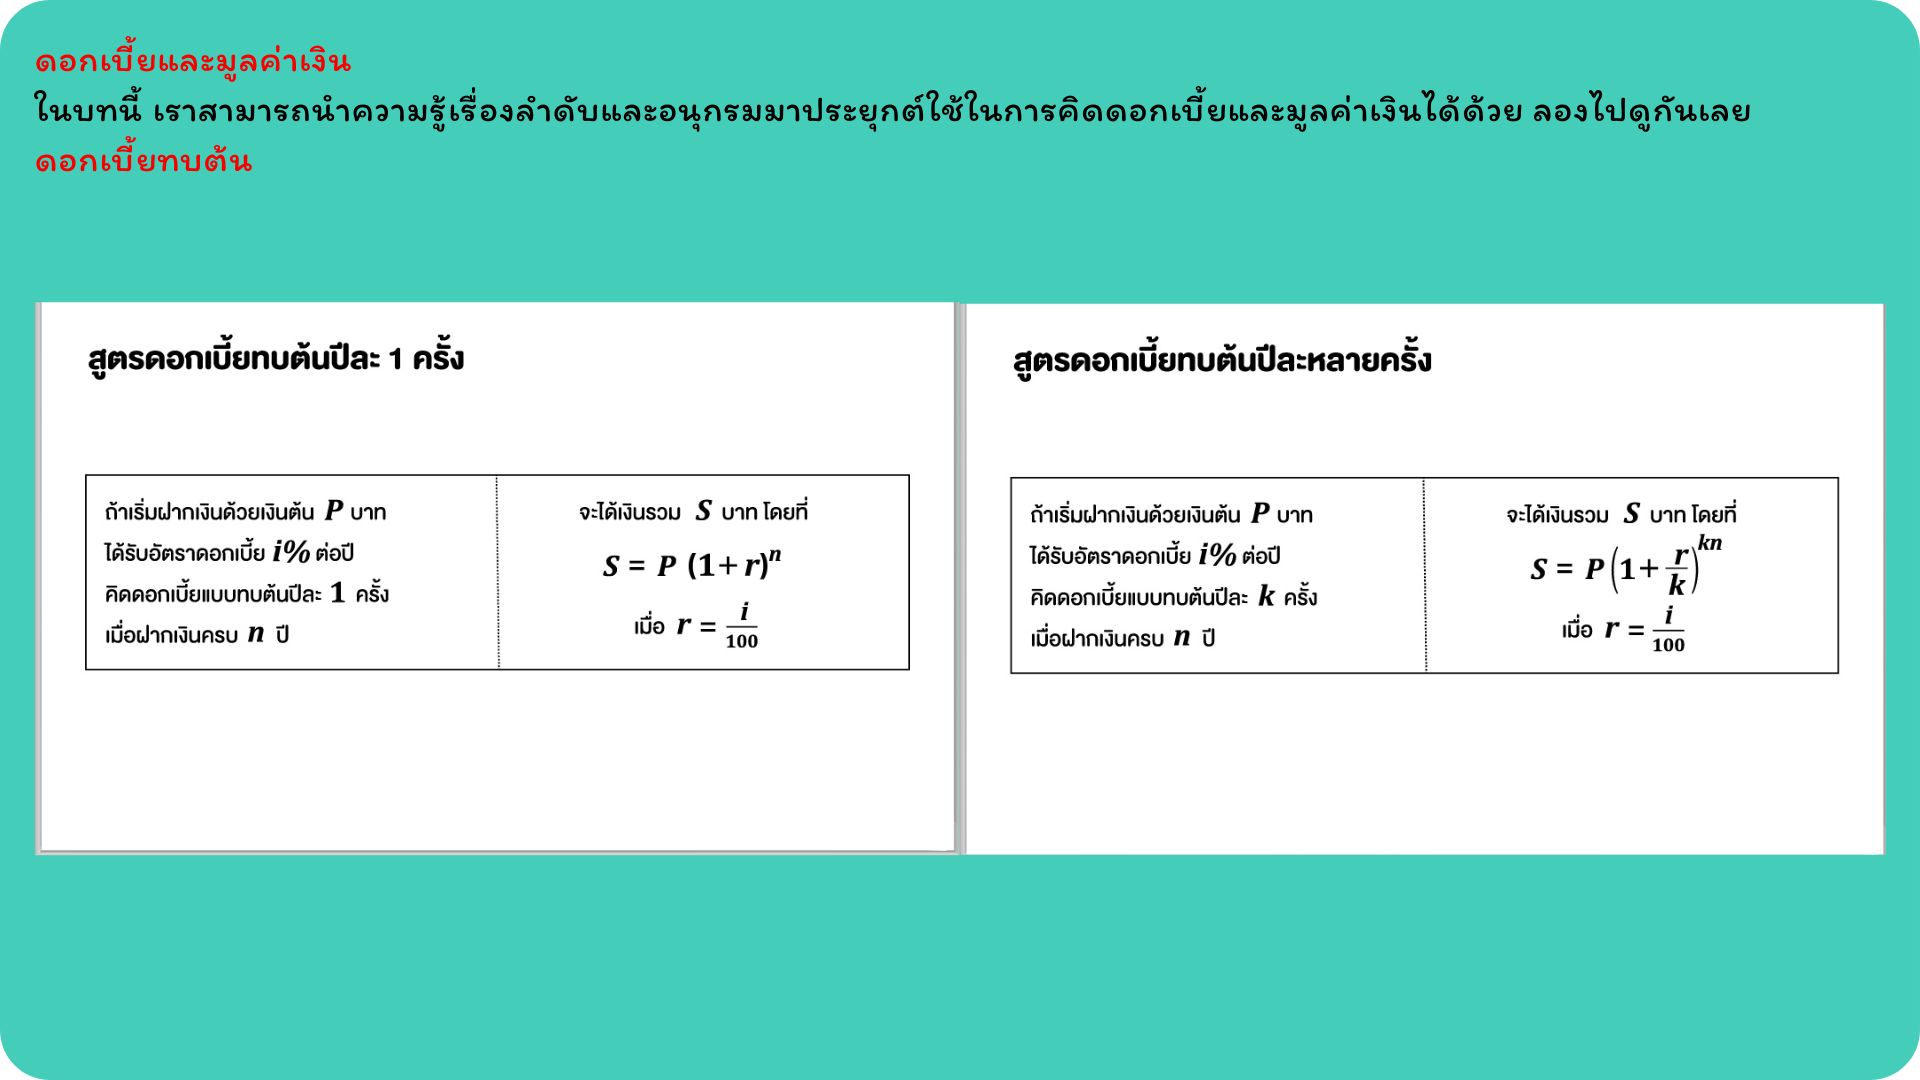 ดอกเบี้ยและมูลค่าเงิน
ในบทนี้ เราสามารถนำความรู้เรื่องลำดับและอนุกรมมาประยุกต์ใช้ในการคิดดอกเบี้ยและมูลค่าเงินได้ด้วย ลองไปดูกันเลย
ดอกเบี้ยทบต้น
สูตรดอกเบี้ยทบต้นปีละ 1 ครั้ง
ถ้าเริ่มฝากเงินด้วยเงินต้น P บาท
ได้รับอัตราดอกเบี้ย i% ต่อปี
คิดดอกเบี้ยแบบทบต้นปีละ 1 ครั้ง
เมื่อฝากเงินครบ n ปี
จะได้เงินรวม S บาท โดยที่
S = P (1+r)^n
เมื่อ r = i/100
สูตรดอกเบี้ยทบต้นปีละหลายครั้ง
ถ้าเริ่มฝากเงินด้วยเงินต้น P บาท
ได้รับอัตราดอกเบี้ย i% ต่อปี
คิดดอกเบี้ยแบบทบต้นปีละ k ครั้ง
เมื่อฝากเงินครบ n ปี
จะได้เงินรวม S บาท โดยที่
S = P(1+r/k)^kn
เมื่อ r = i/100